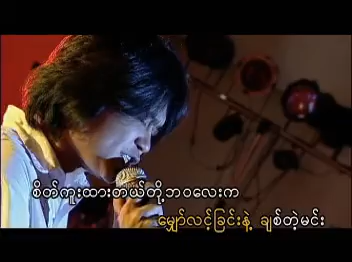 စိတ်ကူးထားတယ်တို့ဘဝလေးက
မျှော်လင့်ခြင်းနဲ့ ချစ်တဲ့မင်း